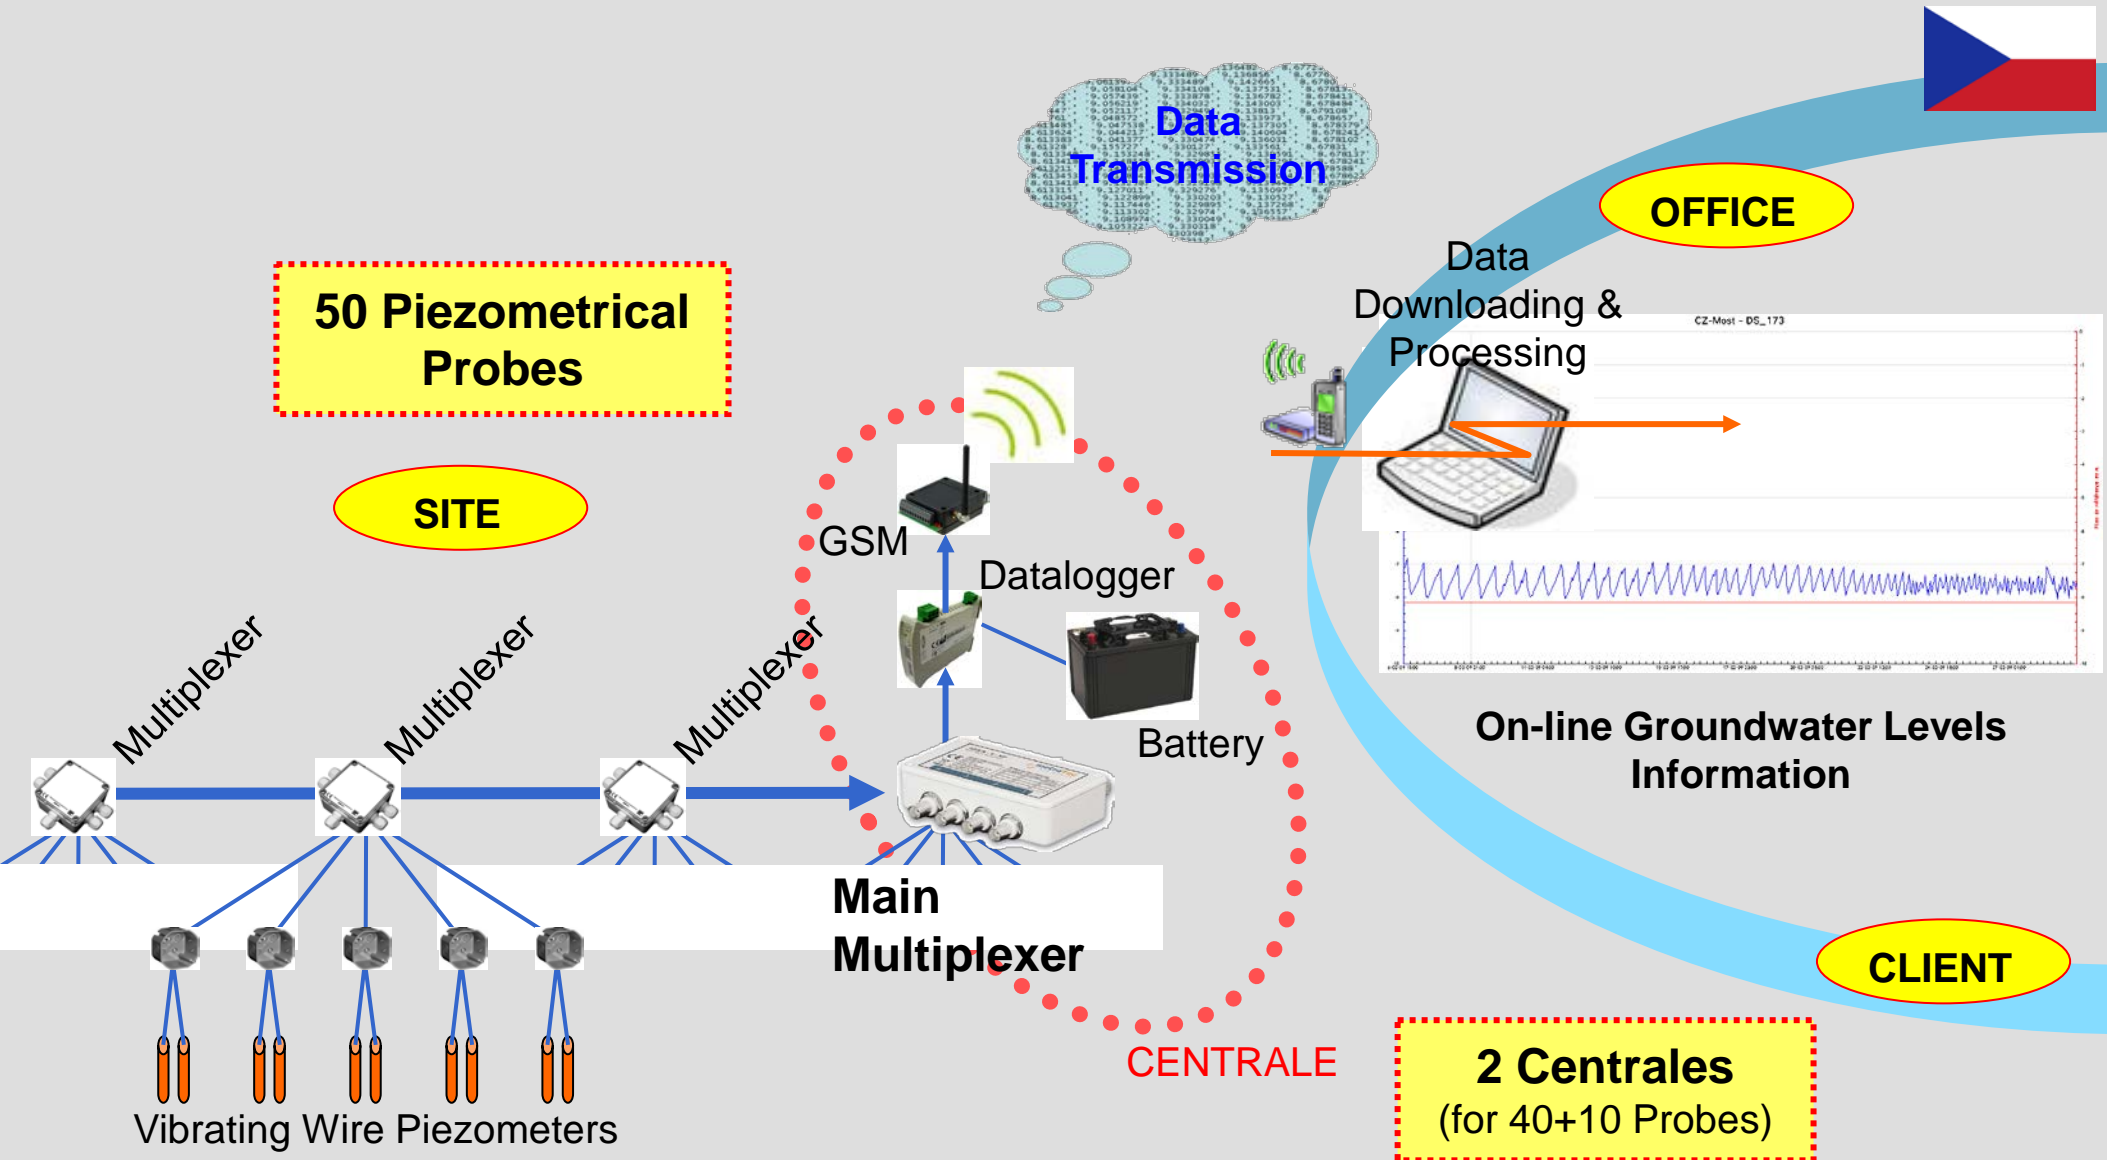 Data
Transmission
OFFICE
50 Piezometrical
Probes
Data
Downloading &
Processing
CZ-Most - DS_173
SITE
GSM
Datalogger
Multiplexer
Multiplexer
Multiplexer
Battery
On-line Groundwater Levels
Information
Main
Multiplexer
CLIENT
CENTRALE
2 Centrales
(for 40+10 Probes)
Vibrating Wire Piezometers